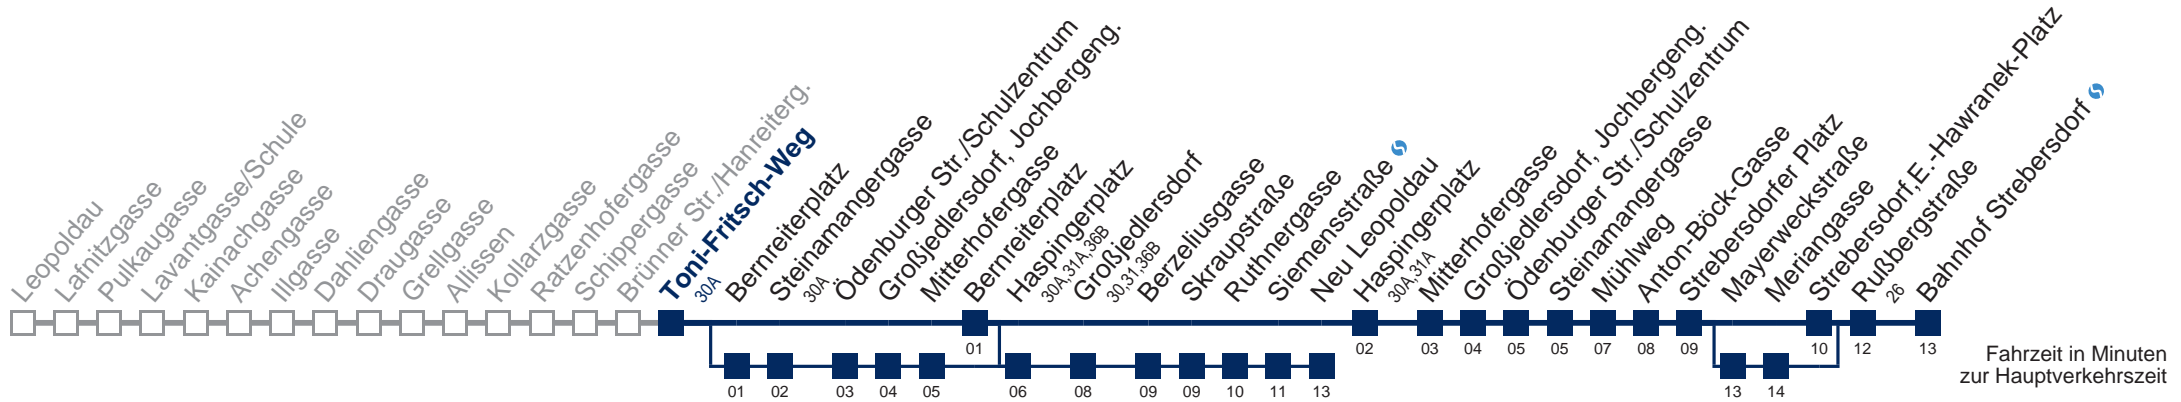 Leopoldau
Lafnitzgasse
Pulkaugasse
Lavantgasse/Schule
Kainachgasse
Achengasse
Illgasse
Dahliengasse
Draugasse
Grellgasse
Allissen
Kollarzgasse
Ratzenhofergasse
Schippergasse
Brünner Str./Hanreiterg.
Toni-Fritsch-Weg
30A
Bernreiterplatz
Steinamangergasse
30A
Ödenburger Str./Schulzentrum
Großjedlersdorf, Jochbergeng.
Mitterhofergasse
Bernreiterplatz
Haspingerplatz
30A,31A,36B
Großjedlersdorf
30,31,36B
Berzeliusgasse
Skraupstraße
Ruthnergasse
Siemensstraße
Neu Leopoldau
Haspingerplatz
30A,31A
Mitterhofergasse
Großjedlersdorf, Jochbergeng.
Ödenburger Str./Schulzentrum
Steinamangergasse
Mühlweg
Anton-Böck-Gasse
Strebersdorfer Platz
Mayerweckstraße
Meriangasse
Strebersdorf,E.-Hawranek-Platz
Rußbergstraße
26
Bahnhof Strebersdorf
01 02 03 04 05 05 07 08 09 10 12 13
01 02 03 04 05 06 08 09 09 10 11 13 13 14
Fahrzeit in Minuten
zur Hauptverkehrszeit